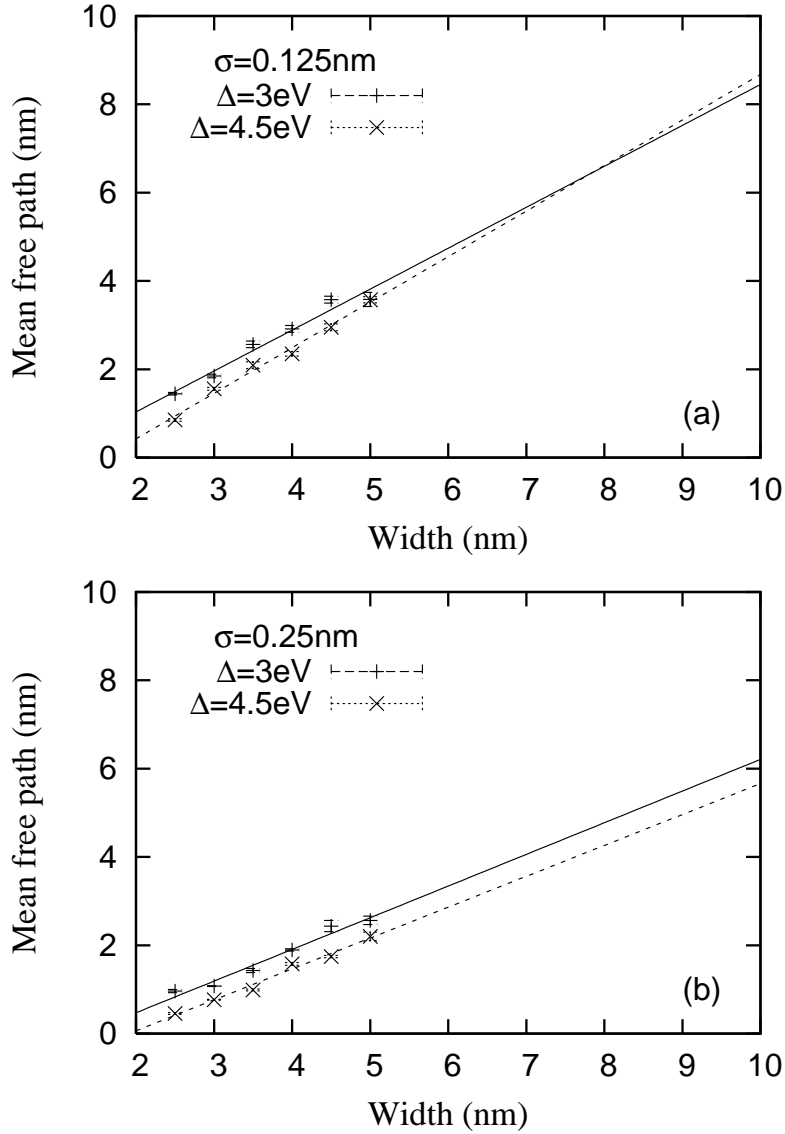 10
8
6
4
2
0
Mean free path (nm)
σ=0.125nm
Δ=3eV
Δ=4.5eV
(a)
2 3 4 5 6 7 8 9 10
Width (nm)
10
8
6
4
2
0
Mean free path (nm)
σ=0.25nm
Δ=3eV
Δ=4.5eV
(b)
2 3 4 5 6 7 8 9 10
Width (nm)